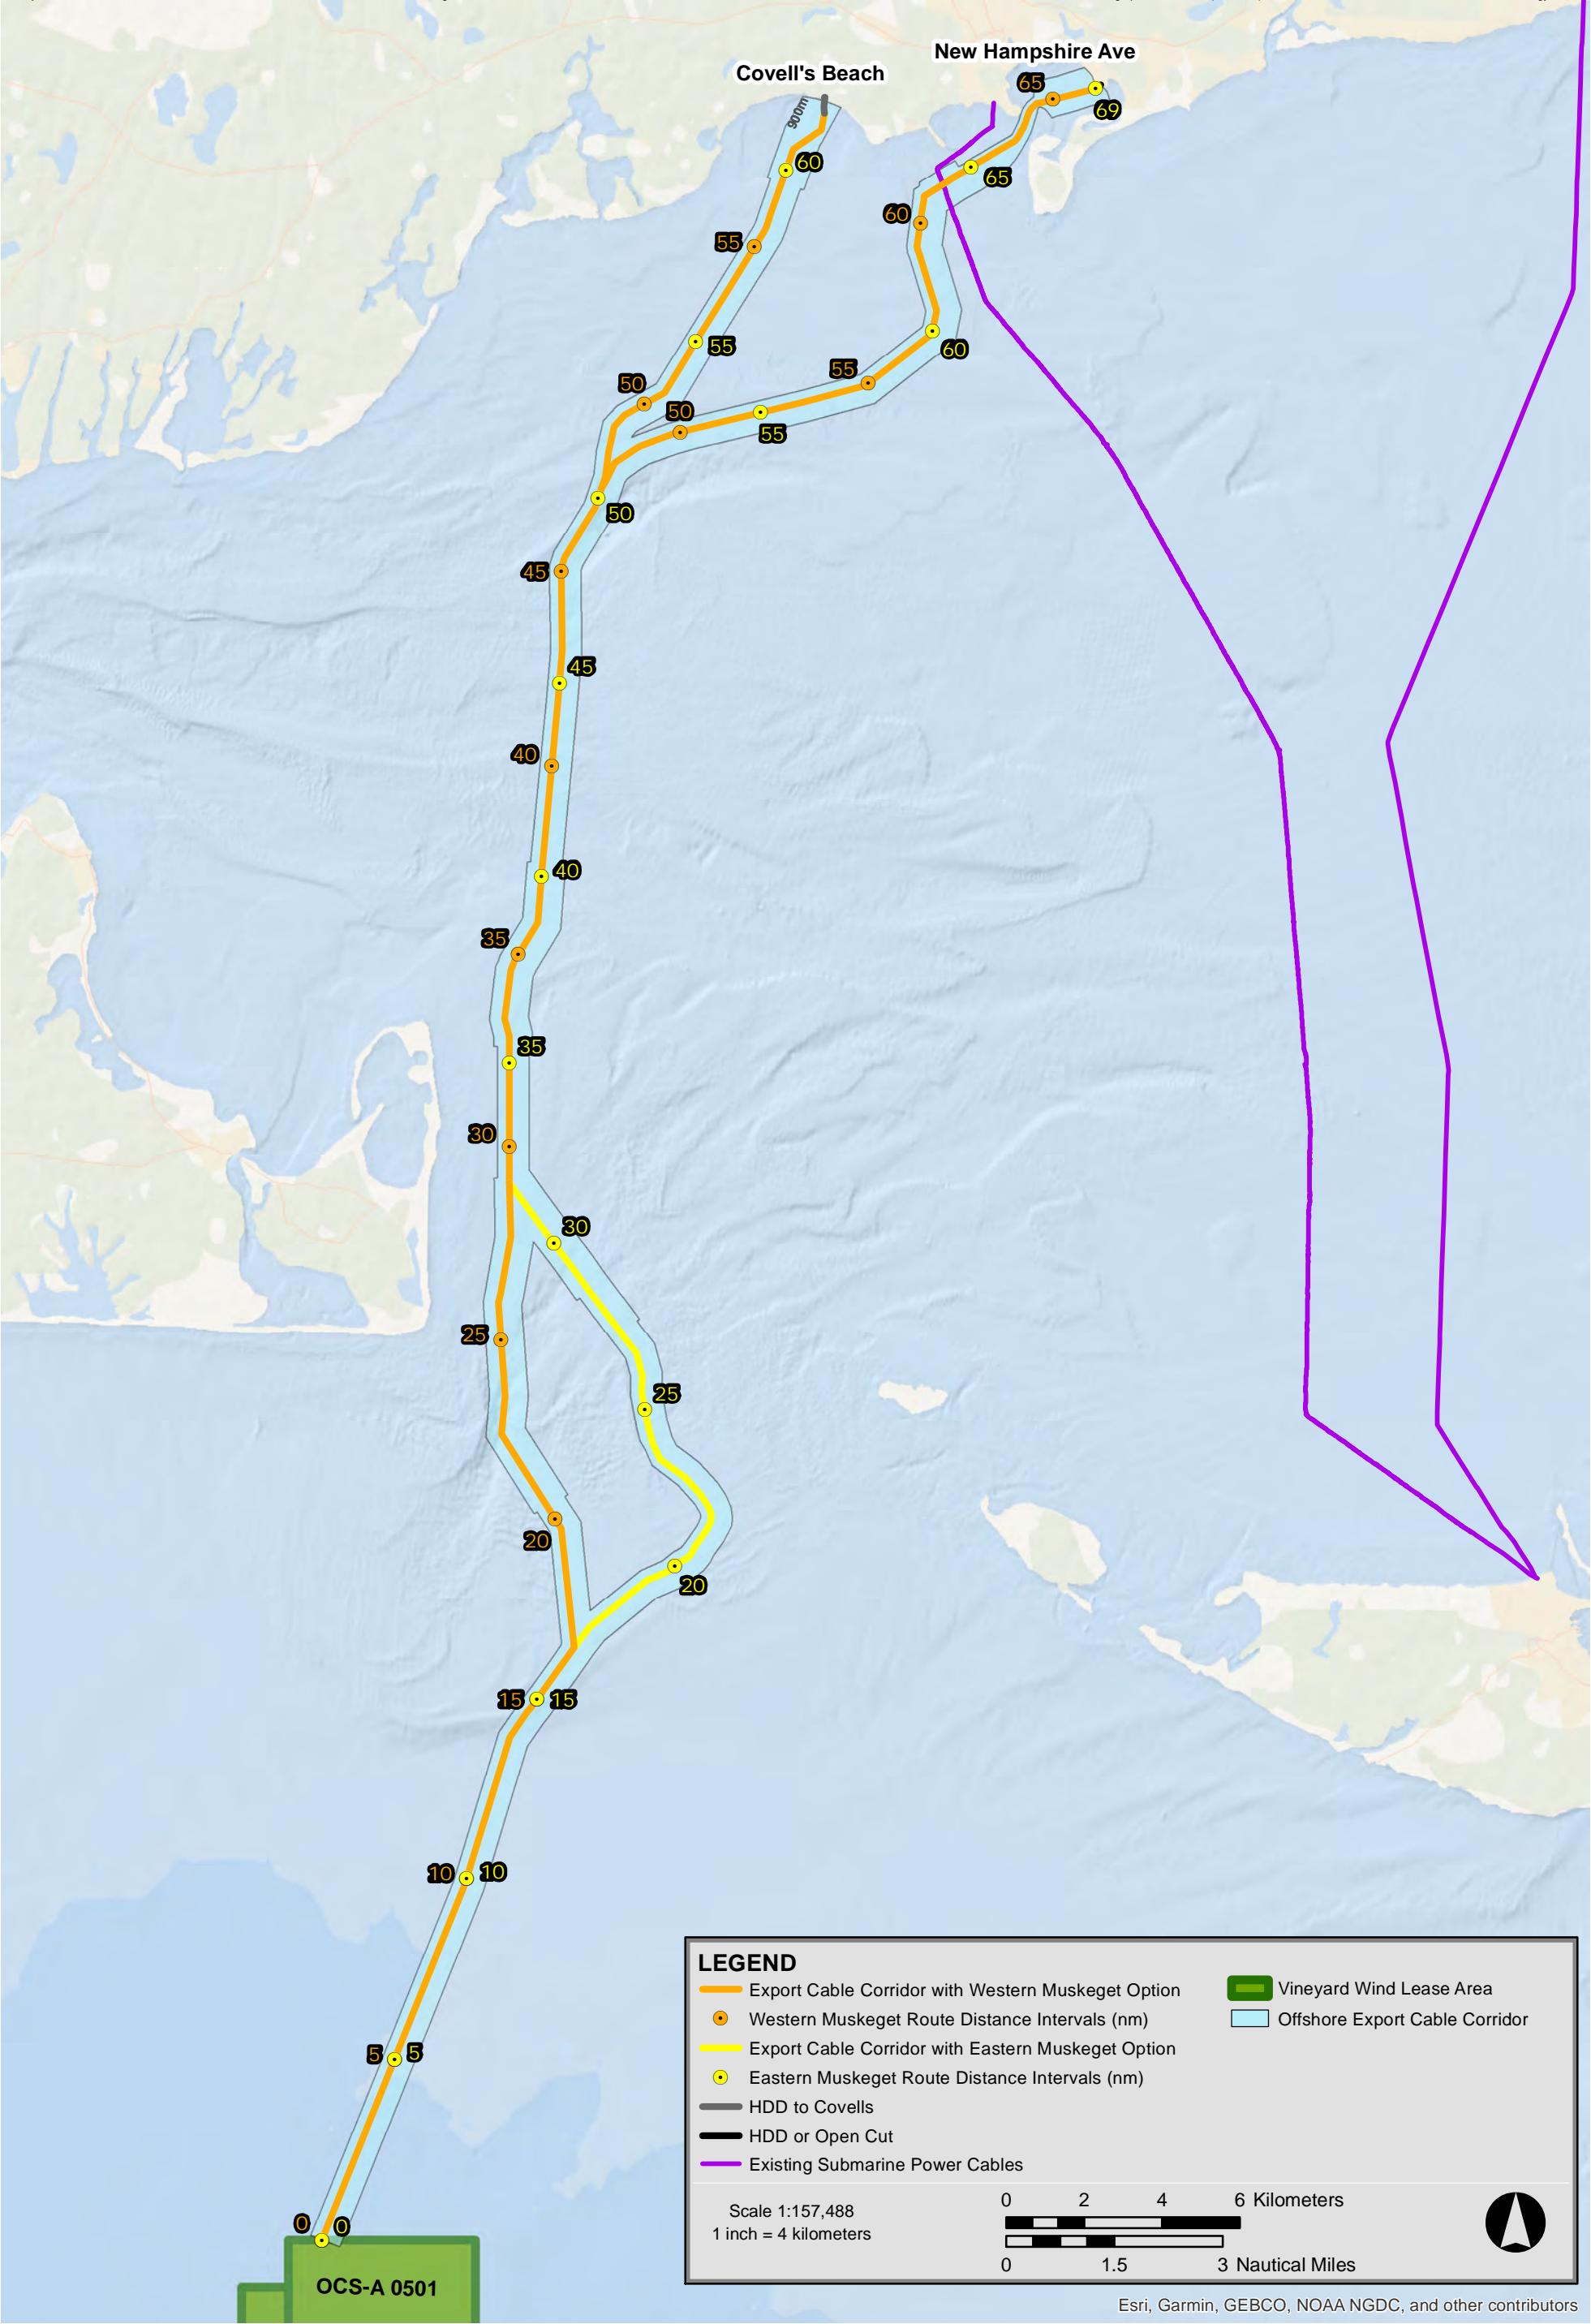 New Hampshire Ave
Covell's Beach
900m
65
69
60
65
60
55
55
60
50
55
50
55
50
45
45
40
40
35
35
30
30
25
25
20
20
15 15
10 10
5 5
0 0
OCS-A 0501
LEGEND
Export Cable Corridor with Western Muskeget Option
Western Muskeget Route Distance Intervals (nm)
Export Cable Corridor with Eastern Muskeget Option
Eastern Muskeget Route Distance Intervals (nm)
HDD to Covells
HDD or Open Cut
Existing Submarine Power Cables
Vineyard Wind Lease Area
Offshore Export Cable Corridor
Scale 1:157,488
1 inch = 4 kilometers
0 2 4 6 Kilometers
0 1.5 3 Nautical Miles
Esri, Garmin, GEBCO, NOAA NGDC, and other contributors